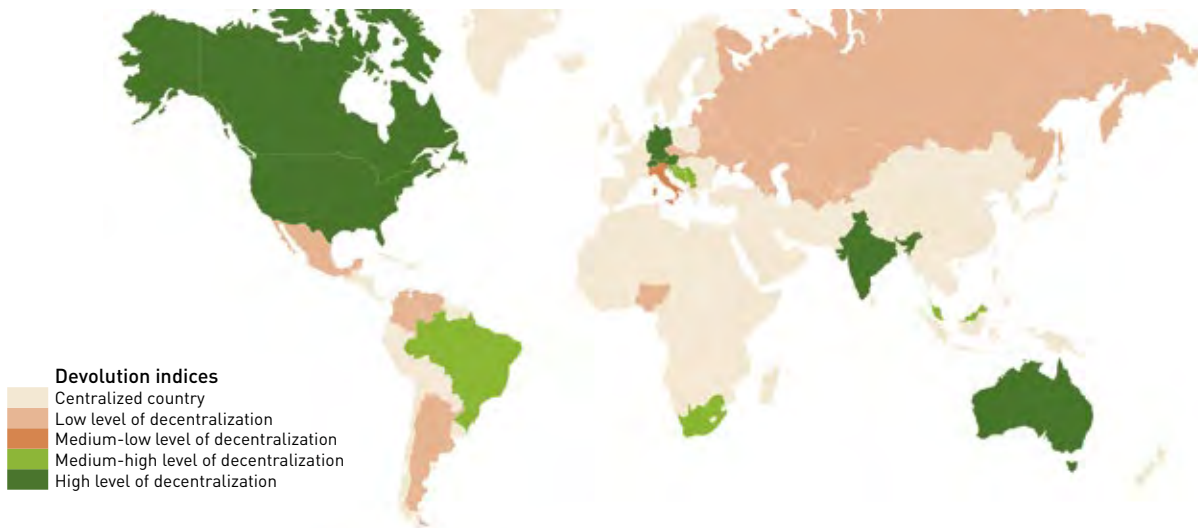 Devolution indices
Centralized country
Low level of decentralization
Medium-low level of decentralization
Medium-high level of decentralization
High level of decentralization